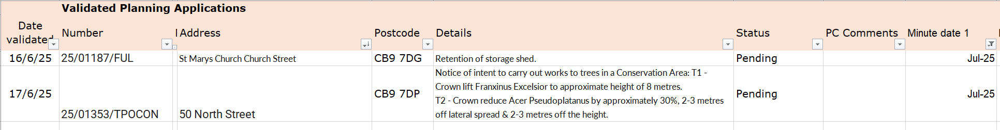 Validated Planning Applications
Date validated Number Address Postcode Details Status PC Comments Minute date 1
16/6/25 25/01187/FUL St Marys Church Church Street CB9 7DG Retention of storage shed. Pending Jul-25
Notice of intent to carry out works to trees in a Conservation Area: T1 -
Crown lift Franxinus Excelsior to approximate height of 8 metres.
17/6/25 CB9 7DP Pending Jul-25
T2 - Crown reduce Acer Pseudoplatanus by approximately 30%, 2-3 metres
25/01353/TPOCON 50 North Street off lateral spread & 2-3 metres off the height.